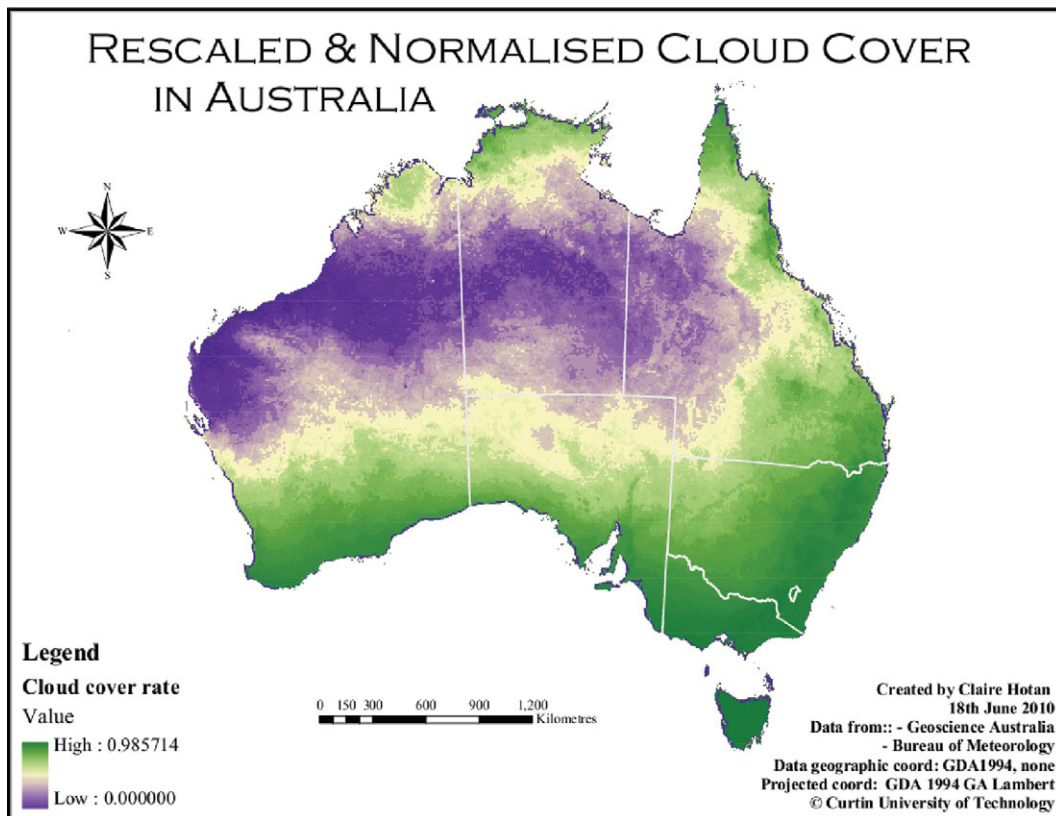 RESCALED & NORMALISED CLOUD COVER
IN AUSTRALIA
N
W E
S
Legend
Cloud cover rate
Value
High : 0.985714
Low : 0.000000
0 150 300 600 900 1,200
Kilometres
Created by Claire Hotan
18th June 2010
Data from:: - Geoscience Australia
- Bureau of Meteorology
Data geographic coord: GDA1994, none
Projected coord: GDA 1994 GA Lambert
© Curtin University of Technology